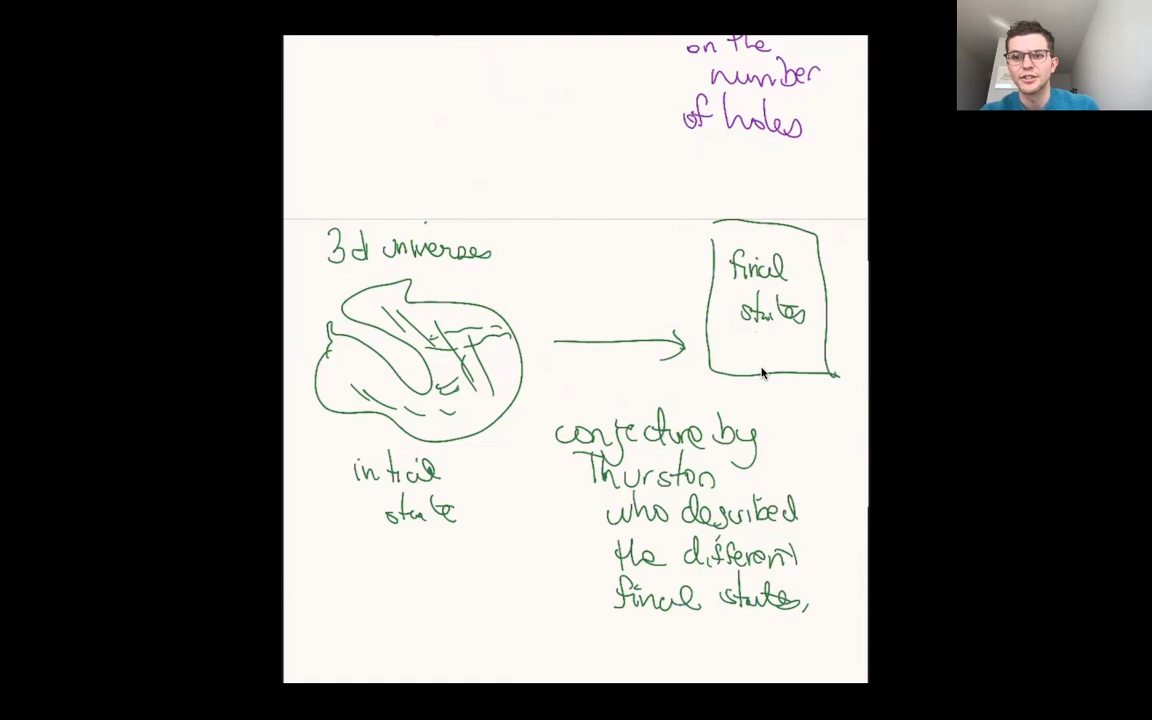 on the
number
of holes
3d universes
final
states
initial
state
conjecture by
Thurston
who described
the different
final states,